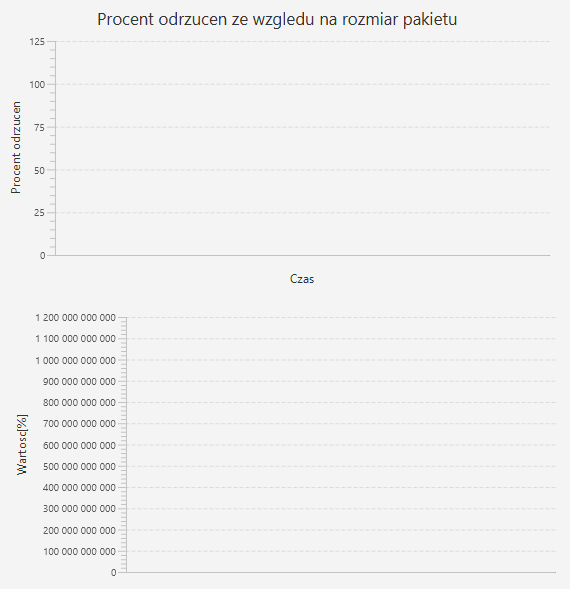 Procent odrzucen ze wzgledu na rozmiar pakietu
125
100
75
50
25
0
Procent odrzucen
Czas
1 200 000 000 000
1 100 000 000 000
1 000 000 000 000
900 000 000 000
800 000 000 000
700 000 000 000
600 000 000 000
500 000 000 000
400 000 000 000
300 000 000 000
200 000 000 000
100 000 000 000
0
Wartosc[%]